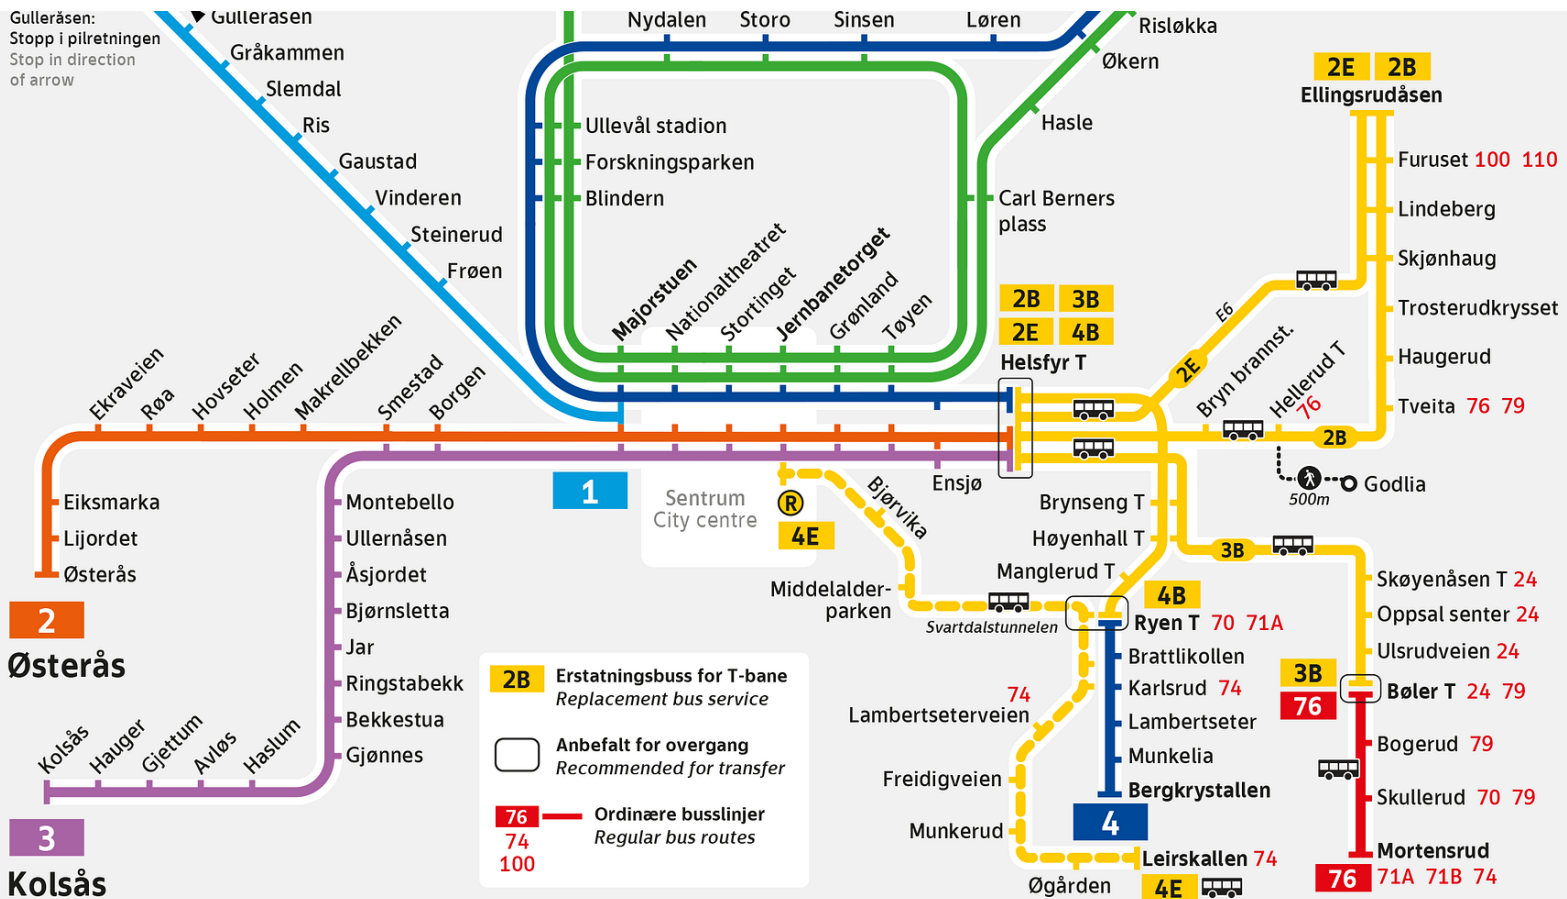 Gulleråsen:
Stopp i pilretningen
Stop in direction
of arrow
Gulleråsen
Gråkammen
Slemdal
Ris
Gaustad
Vinderen
Steinerud
Frøen
Nydalen
Storo
Sinsen
Løren
Risløkka
Økern
Hasle
Carl Berners
plass
Ullevål stadion
Forskningsparken
Blindern
Majorstuen
Nationaltheatret
Stortinget
Jernbanetorget
Grønland
Tøyen
2B 3B
2E 4B
Helsfyr T
2E 2B
Ellingsrudåsen
Furuset 100 110
Lindeberg
Skjønhaug
Trosterudkrysset
Haugerud
Tveita 76 79
E6
2E
Bryn brannst.
Hellerud T
76
2B
500m
Godlia
Ekraveien
Røa
Hovseter
Holmen
Makrellbekken
Smestad
Borgen
Eiksmarka
Lijordet
Østerås
2
Østerås
Montebello
Ullernåsen
Åsjordet
Bjørnsletta
Jar
Ringstabekk
Bekkestua
Gjønnes
Kolsås
Hauger
Gjettum
Avløs
Haslum
3
Kolsås
1
Sentrum
City centre
R
4E
Ensjø
Bjørvika
Middelalder-
parken
Svartdalstunnelen
Brynseng T
Høyenhall T
Manglerud T
4B
Ryen T 70 71A
Brattlikollen
Karlsrud 74
Lambertseter
Munkelia
Bergkrystallen
4
74
Lambertseterveien
Freidigveien
Munkerud
Øgården
Leirskallen 74
4E
3B
Skøyenåsen T 24
Oppsal senter 24
Ulsrudveien 24
3B
76
Bøler T 24 79
Bogerud 79
Skullerud 70 79
Mortensrud
76 71A 71B 74
2B
Erstatningsbuss for T-bane
Replacement bus service
Anbefalt for overgang
Recommended for transfer
76
74
100
Ordinære busslinjer
Regular bus routes